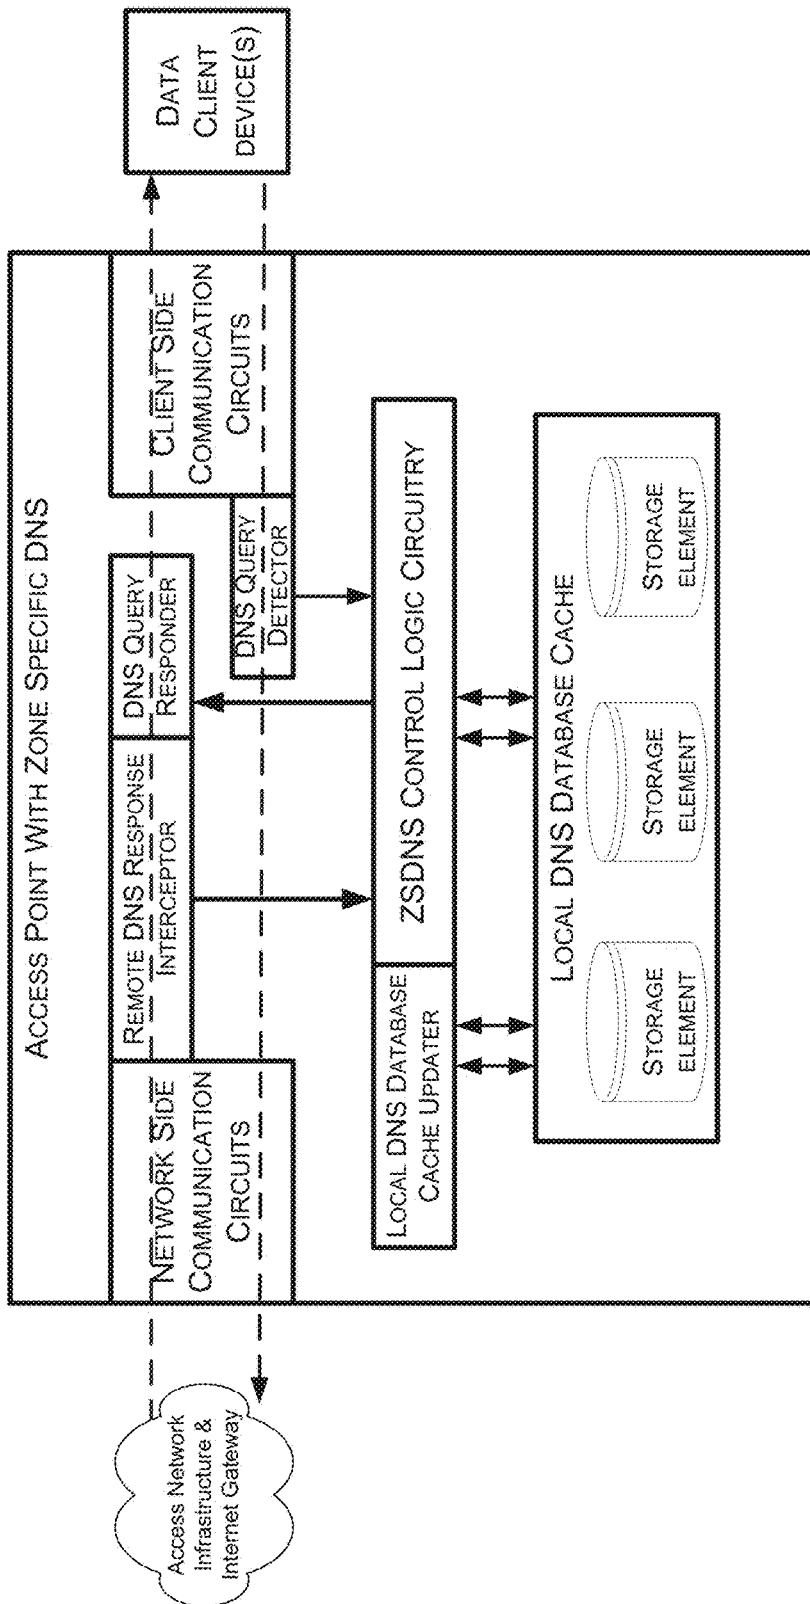 ACCESS POINT WITH ZONE SPECIFIC DNS
Access Network
Infrastructure &
Internet Gateway
NETWORK SIDE
COMMUNICATION
CIRCUITS
REMOTE DNS RESPONSE
INTERCEPTOR
DNS QUERY
RESPONDER
DNS QUERY
DETECTOR
CLIENT SIDE
COMMUNICATION
CIRCUITS
DATA
CLIENT
DEVICE(S)
LOCAL DNS DATABASE
CACHE UPDATER
ZSDNS CONTROL LOGIC CIRCUITRY
LOCAL DNS DATABASE CACHE
STORAGE
ELEMENT
STORAGE
ELEMENT
STORAGE
ELEMENT